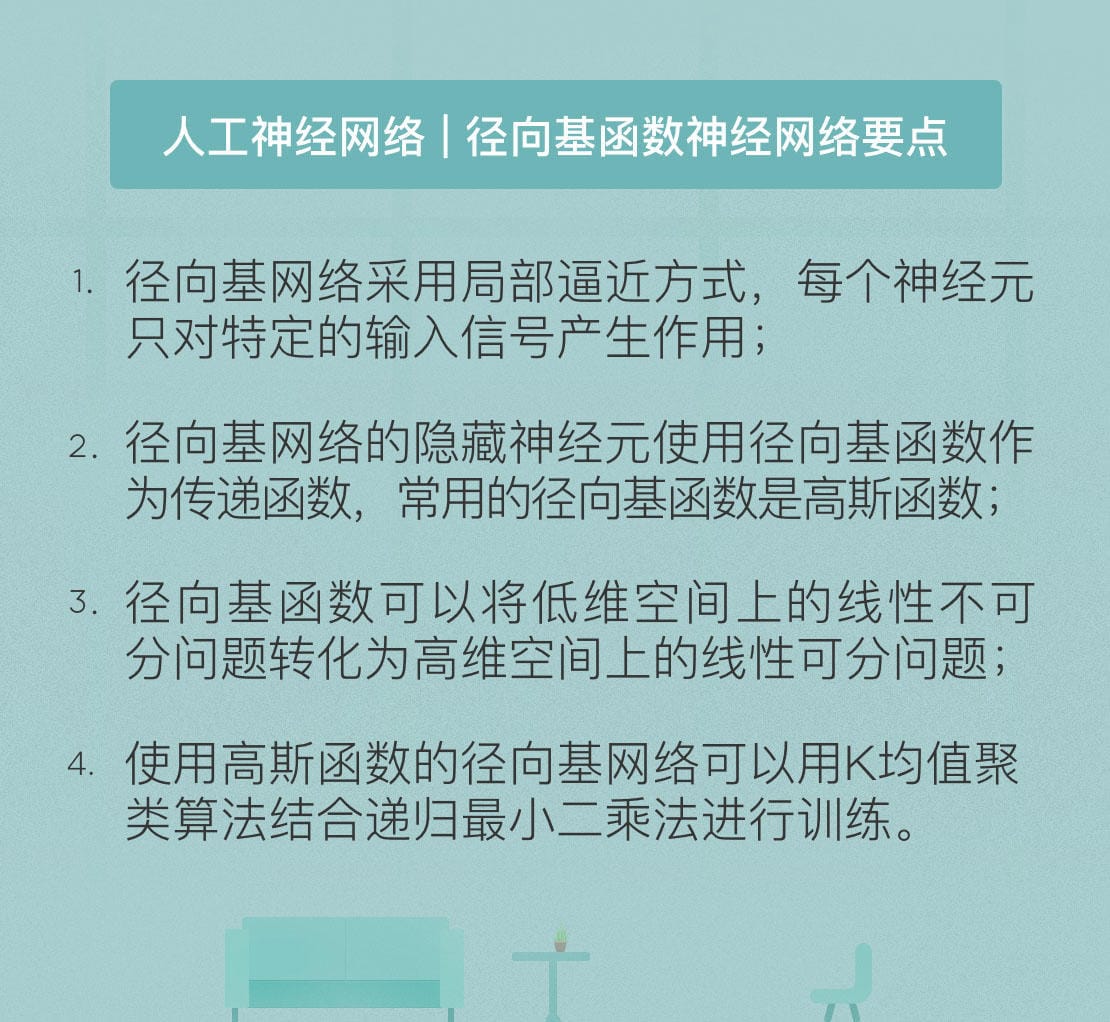 人工神经网络 | 径向基函数神经网络要点
1. 径向基网络采用局部逼近方式，每个神经元
只对特定的输入信号产生作用；
2. 径向基网络的隐藏神经元使用径向基函数作
为传递函数，常用的径向基函数是高斯函数；
3. 径向基函数可以将低维空间上的线性不可
分问题转化为高维空间上的线性可分问题；
4. 使用高斯函数的径向基网络可以用K均值聚
类算法结合递归最小二乘法进行训练。